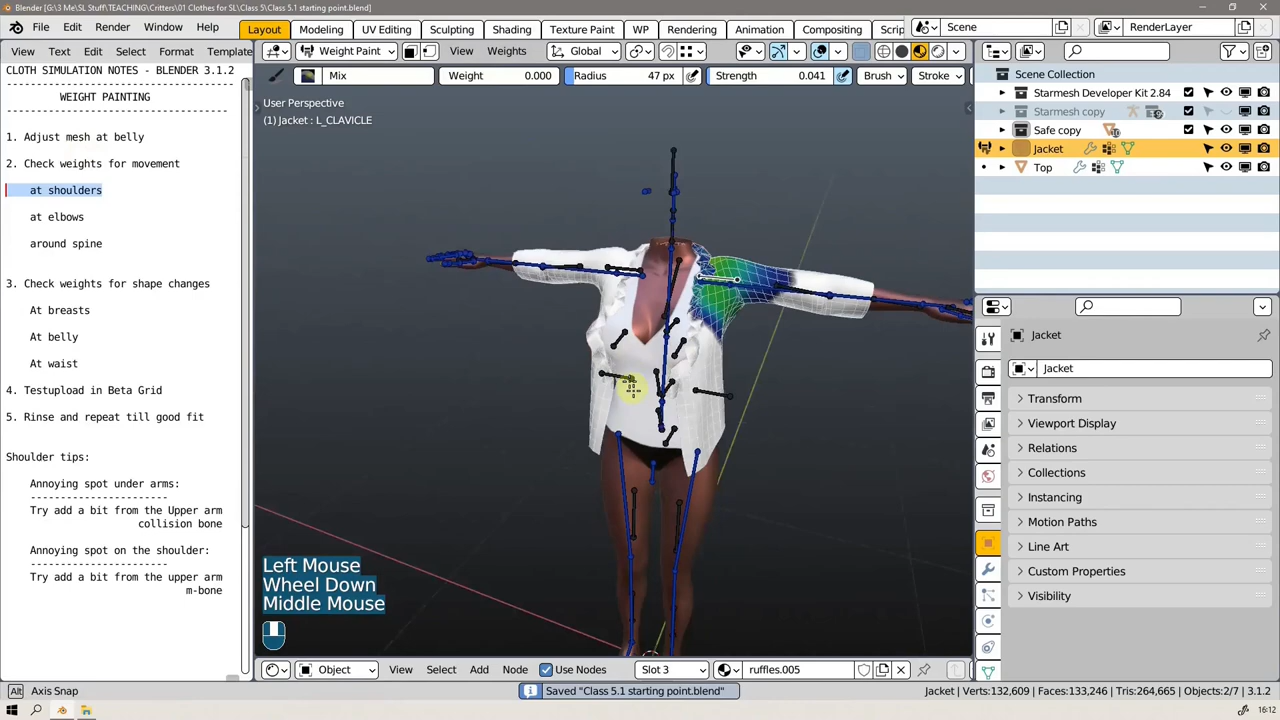 Blender [G:\3 Me\SL Stuff\TEACHING\Critters\01 Clothes for SL\Class 5\Class 5.1 starting point.blend]
File Edit Render Window Help
Layout Modeling UV Editing Sculpting Shading Texture Paint WP Rendering Animation Compositing Scrip
Scene RenderLayer
View Text Edit Select Format Template
Weight Paint View Weights Global
Mix Weight 0.000 Radius 47 px Strength 0.041 Brush Stroke
CLOTH SIMULATION NOTES - BLENDER 3.1.2
WEIGHT PAINTING
1. Adjust mesh at belly
2. Check weights for movement
at shoulders
at elbows
around spine
3. Check weights for shape changes
At breasts
At belly
At waist
4. Testupload in Beta Grid
5. Rinse and repeat till good fit
Shoulder tips:
Annoying spot under arms:
Try add a bit from the Upper arm
collision bone
Annoying spot on the shoulder:
Try add a bit from the upper arm
m-bone
User Perspective
(1) Jacket : L_CLAVICLE
Left Mouse
Wheel Down
Middle Mouse
Scene Collection
Starmesh Developer Kit 2.84
Starmesh copy
Safe copy
Jacket
Top
Jacket
Jacket
Transform
Viewport Display
Relations
Collections
Instancing
Motion Paths
Line Art
Custom Properties
Visibility
Object View Select Add Node Use Nodes Slot 3 ruffles.005
Alt Axis Snap
Saved "Class 5.1 starting point.blend"
Jacket | Verts:132,609 | Faces:133,246 | Tris:264,665 | Objects:2/7 | 3.1.2
16:12